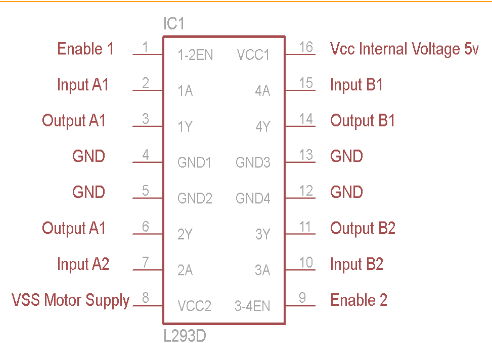 IC1
Enable 1 1 1-2EN VCC1 16 Vcc Internal Voltage 5v
Input A1 2 1A 4A 15 Input B1
Output A1 3 1Y 4Y 14 Output B1
GND 4 GND1 GND3 13 GND
GND 5 GND2 GND4 12 GND
Output A1 6 2Y 3Y 11 Output B2
Input A2 7 2A 3A 10 Input B2
VSS Motor Supply 8 VCC2 3-4EN 9 Enable 2
L293D